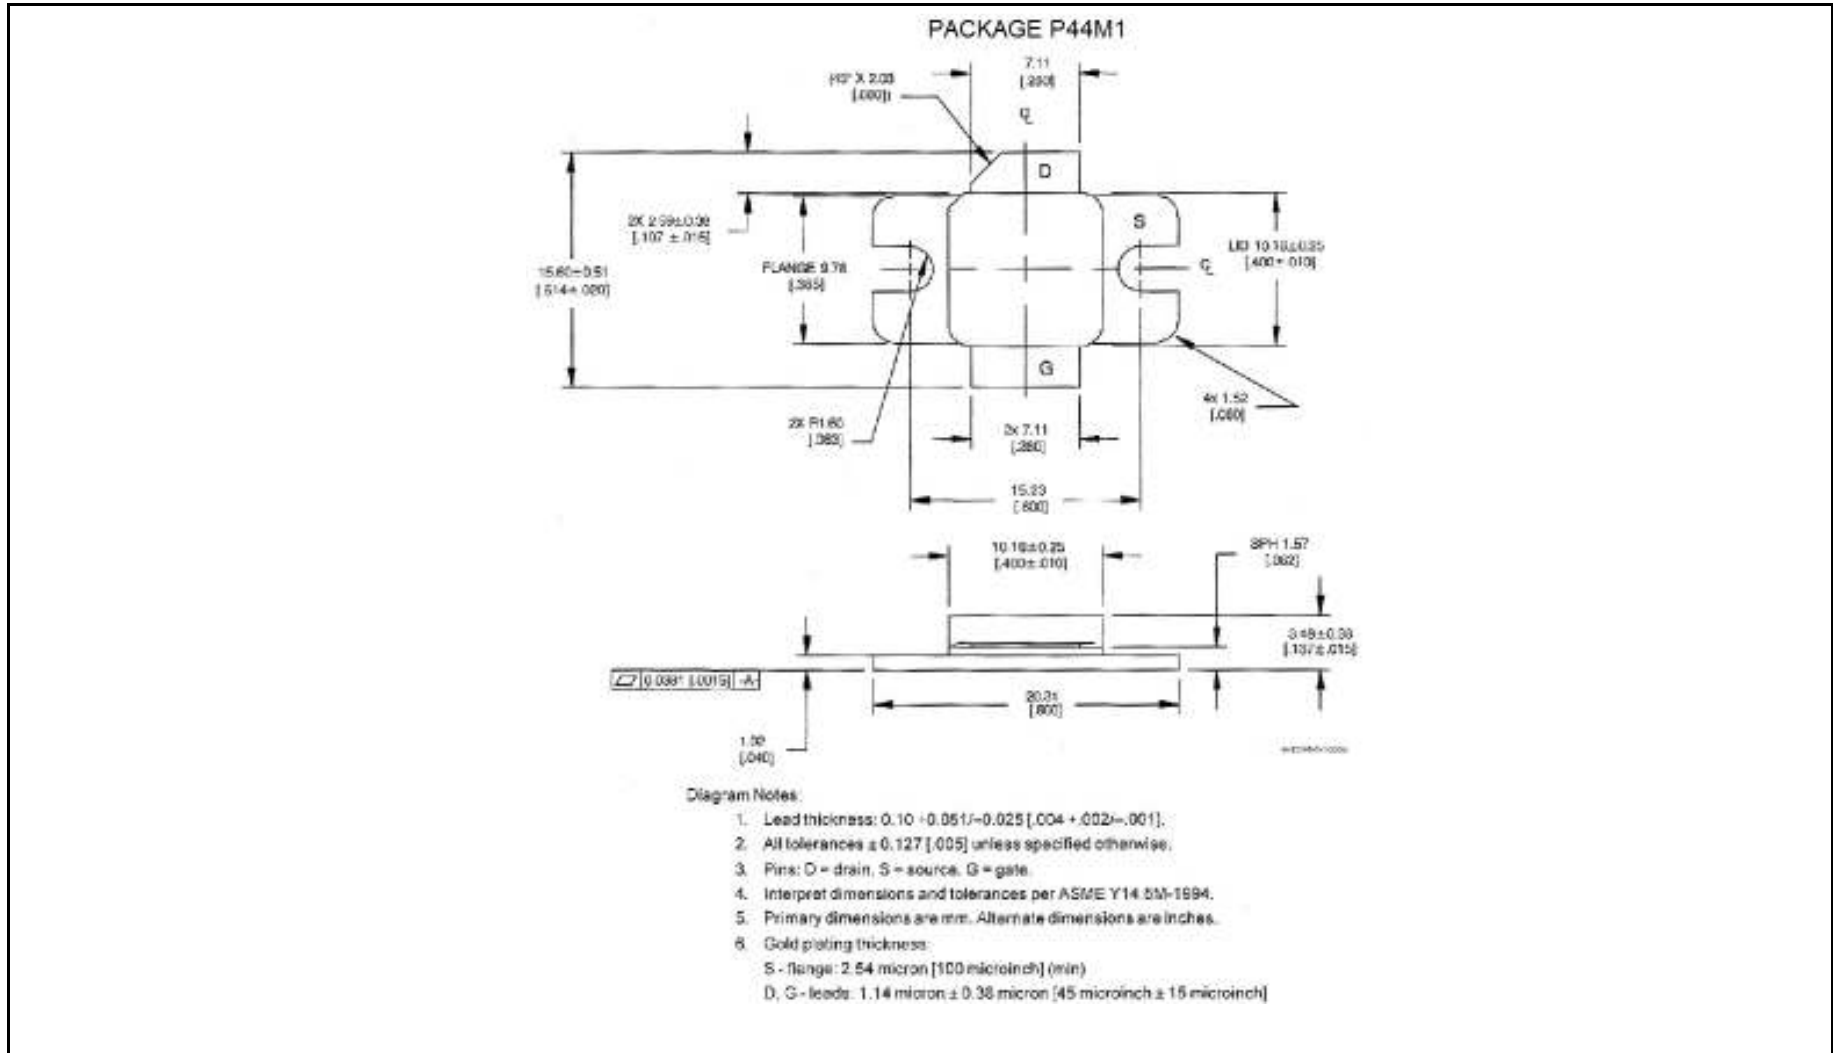 PACKAGE P44M1
7.11
(45° X 2.03
D
2X 2.59±0.38
[.107 ±.015]
S
LID 10.16±0.25
[.400±.010]
FLANGE 9.78
[.385]
15.60±0.51
[.614±.020]
G
2X R1.60
[.063]
4x 1.52
[.060]
2x 7.11
[.280]
15.23
[.600]
10.16±0.25
[.400±.010]
SPH 1.57
[.062]
3.48±0.38
[.137±.015]
0.0381 [.0015] -A-
20.31
[.800]
1.02
[.040]
Diagram Notes:
1. Lead thickness: 0.10 +0.051/–0.025 [.004 +.002/–.001].
2. All tolerances ± 0.127 [.005] unless specified otherwise.
3. Pins: D = drain, S = source, G = gate.
4. Interpret dimensions and tolerances per ASME Y14.5M-1994.
5. Primary dimensions are mm. Alternate dimensions are inches.
6. Gold plating thickness:
S - flange: 2.54 micron [100 microinch] (min)
D, G - leads: 1.14 micron ± 0.38 micron [45 microinch ± 15 microinch]